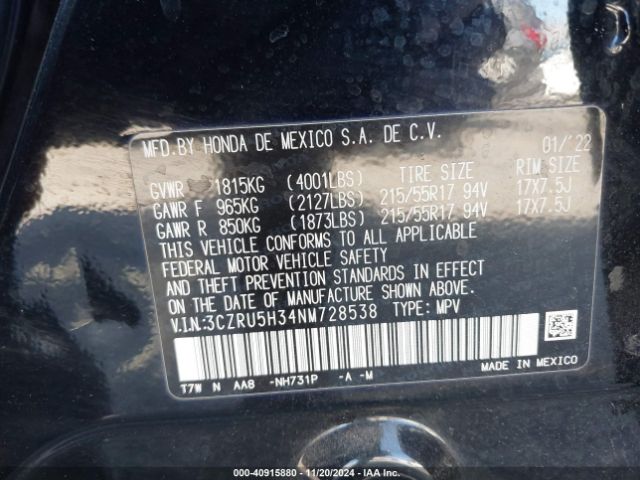 MFD. BY HONDA DE MEXICO S.A. DE C.V. 01/'22
GVWR 1815KG (4001LBS) TIRE SIZE RIM SIZE
GAWR F 965KG (2127LBS) 215/55R17 94V 17X7.5J
GAWR R 850KG (1873LBS) 215/55R17 94V 17X7.5J
THIS VEHICLE CONFORMS TO ALL APPLICABLE
FEDERAL MOTOR VEHICLE SAFETY
AND THEFT PREVENTION STANDARDS IN EFFECT
ON THE DATE OF MANUFACTURE SHOWN ABOVE.
V.I.N.:3CZRU5H34NM728538 TYPE: MPV
T7W N AA8 -NH731P -A -M MADE IN MEXICO
000-40915880 - 11/20/2024 - IAA Inc.